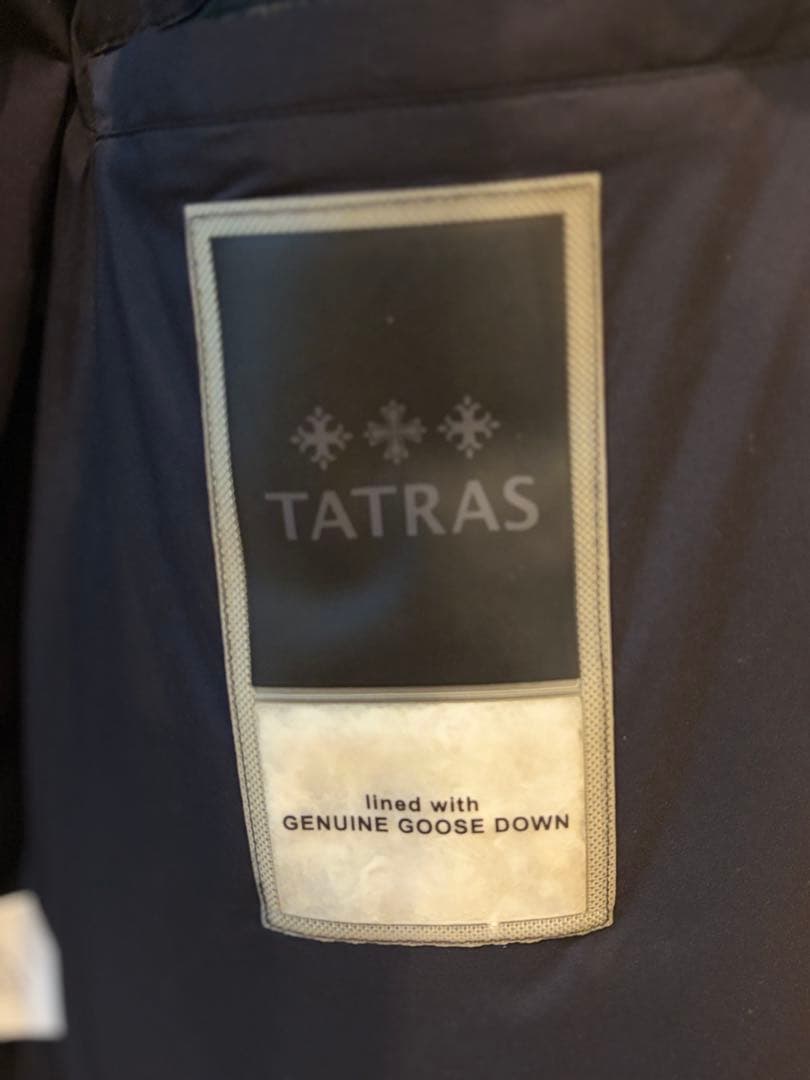 TATRAS
lined with
GENUINE GOOSE DOWN